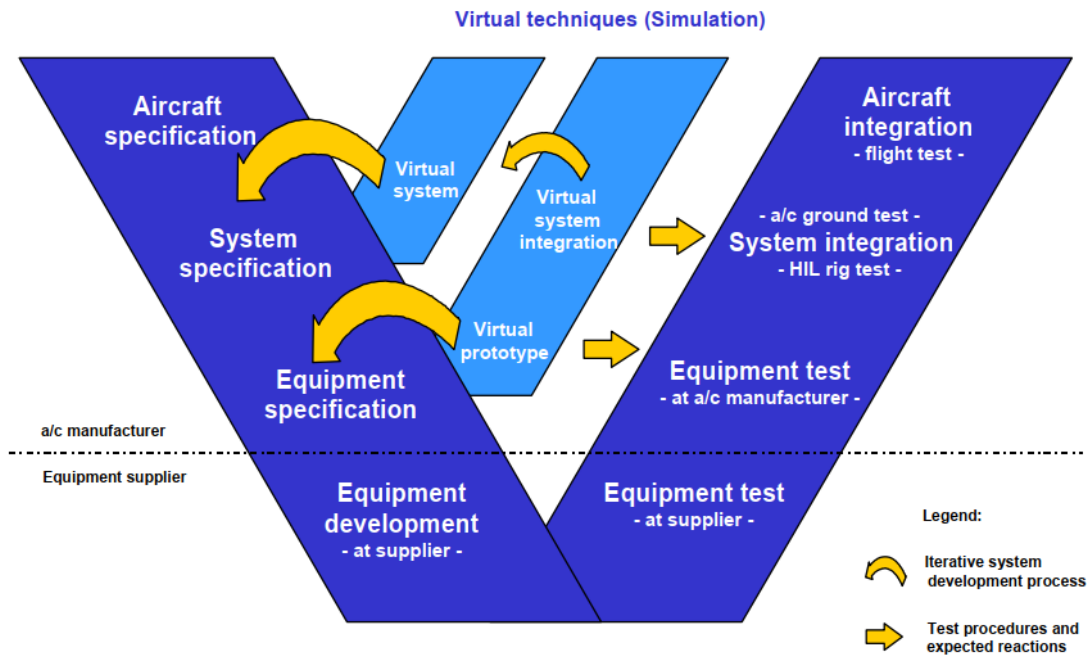 Virtual techniques (Simulation)
Aircraft
specification
System
specification
Equipment
specification
a/c manufacturer
Equipment supplier
Equipment
development
- at supplier -
Virtual
system
Virtual
system
integration
Virtual
prototype
Aircraft
integration
- flight test -
- a/c ground test -
System integration
- HIL rig test -
Equipment test
- at a/c manufacturer -
Equipment test
- at supplier -
Legend:
Iterative system
development process
Test procedures and
expected reactions